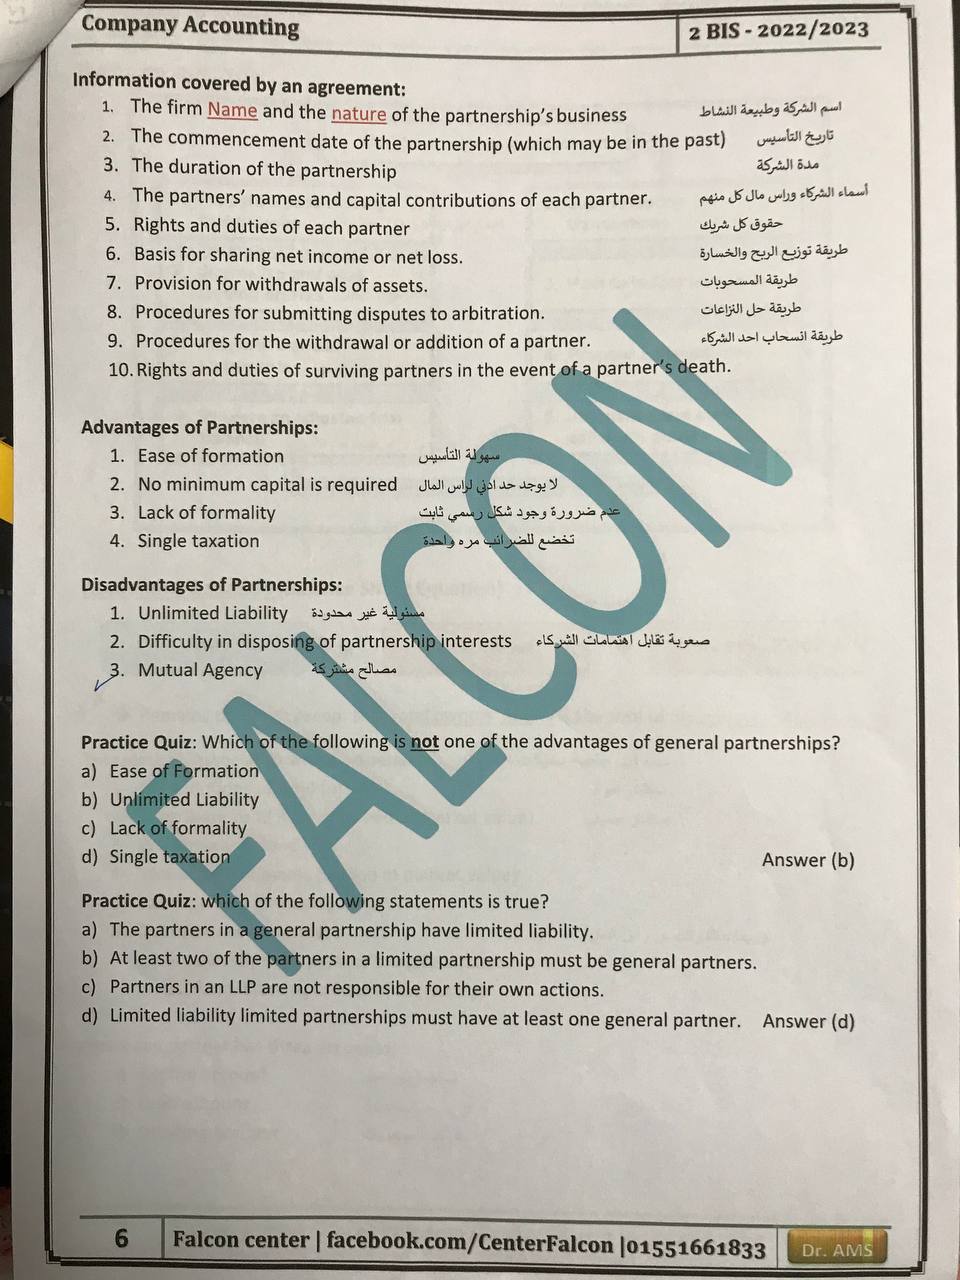 Company Accounting
2 BIS - 2022/2023
Information covered by an agreement:
1. The firm Name and the nature of the partnership's business اسم الشركة وطبيعة النشاط
2. The commencement date of the partnership (which may be in the past) تاريخ التأسيس
3. The duration of the partnership مدة الشركة
4. The partners' names and capital contributions of each partner. أسماء الشركاء وراس مال كل منهم
5. Rights and duties of each partner حقوق كل شريك
6. Basis for sharing net income or net loss. طريقة توزيع الربح والخسارة
7. Provision for withdrawals of assets. طريقة المسحوبات
8. Procedures for submitting disputes to arbitration. طريقة حل النزاعات
9. Procedures for the withdrawal or addition of a partner. طريقة انسحاب احد الشركاء
10. Rights and duties of surviving partners in the event of a partner's death.
Advantages of Partnerships:
1. Ease of formation سهولة التأسيس
2. No minimum capital is required لا يوجد حد ادني لراس المال
3. Lack of formality عدم ضرورة وجود شكل رسمي ثابت
4. Single taxation تخضع للضرائب مره واحدة
Disadvantages of Partnerships:
1. Unlimited Liability مسئولية غير محدودة
2. Difficulty in disposing of partnership interests صعوبة تقابل اهتمامات الشركاء
3. Mutual Agency مصالح مشتركة
Practice Quiz: Which of the following is not one of the advantages of general partnerships?
a) Ease of Formation
b) Unlimited Liability
c) Lack of formality
d) Single taxation Answer (b)
Practice Quiz: which of the following statements is true?
a) The partners in a general partnership have limited liability.
b) At least two of the partners in a limited partnership must be general partners.
c) Partners in an LLP are not responsible for their own actions.
d) Limited liability limited partnerships must have at least one general partner. Answer (d)
FALCON
6 Falcon center | facebook.com/CenterFalcon |01551661833 Dr. AMS